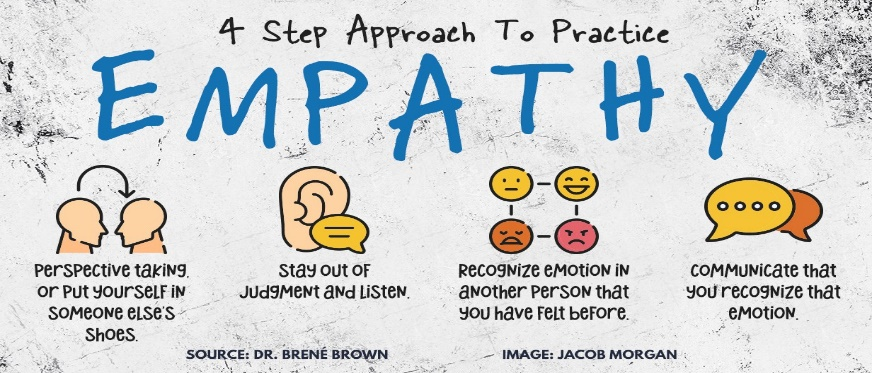 4 Step Approach To Practice
EMPATHY
Perspective taking,
or put yourself in
someone else's
shoes.
Stay out of
judgment and listen.
Recognize emotion in
another person that
you have felt before.
Communicate that
you recognize that
emotion.
SOURCE: DR. BRENÉ BROWN
IMAGE: JACOB MORGAN